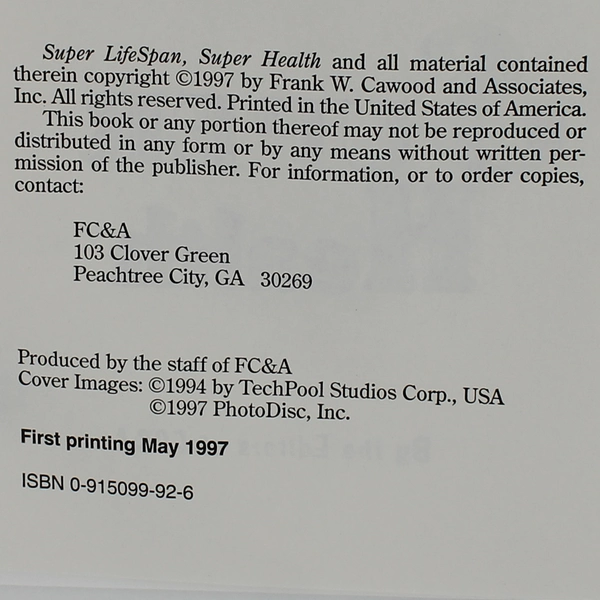 Super LifeSpan, Super Health and all material contained
therein copyright ©1997 by Frank W. Cawood and Associates,
Inc. All rights reserved. Printed in the United States of America.
This book or any portion thereof may not be reproduced or
distributed in any form or by any means without written per-
mission of the publisher. For information, or to order copies,
contact:
FC&A
103 Clover Green
Peachtree City, GA 30269
Produced by the staff of FC&A
Cover Images: ©1994 by TechPool Studios Corp., USA
©1997 PhotoDisc, Inc.
First printing May 1997
ISBN 0-915099-92-6